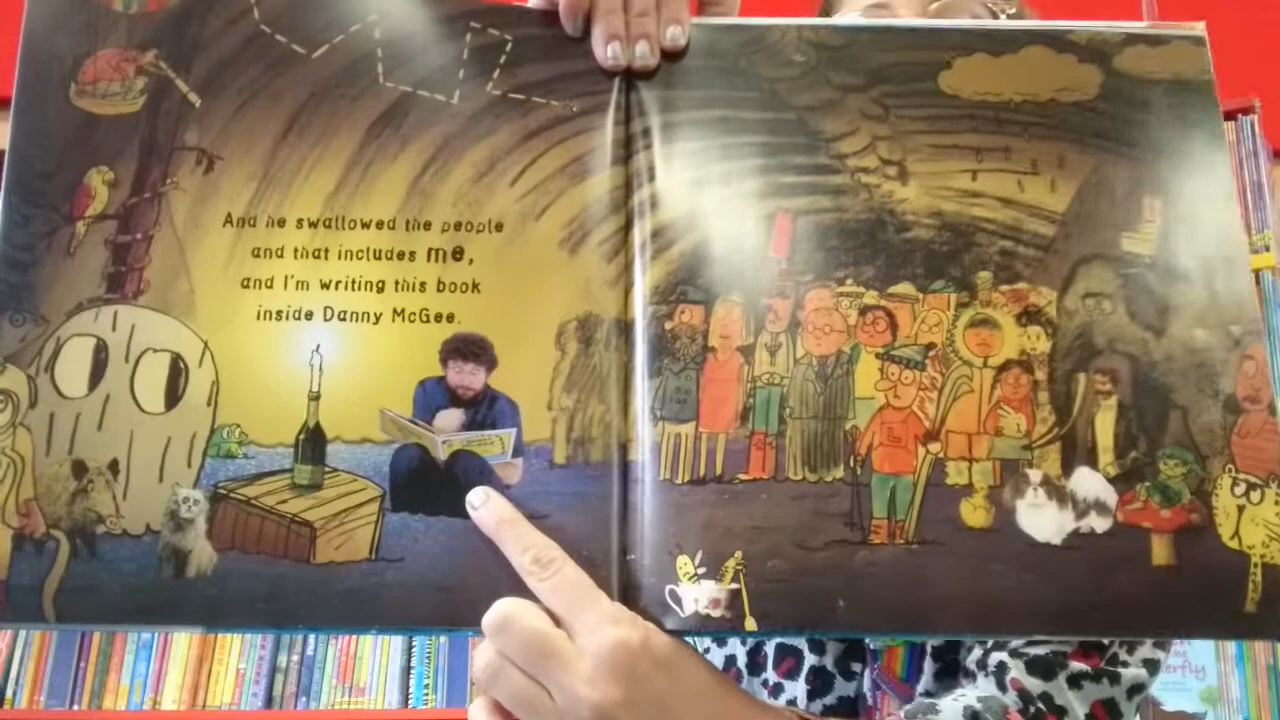 And he swallowed the people
and that includes me,
and I'm writing this book
inside Danny McGee.
L